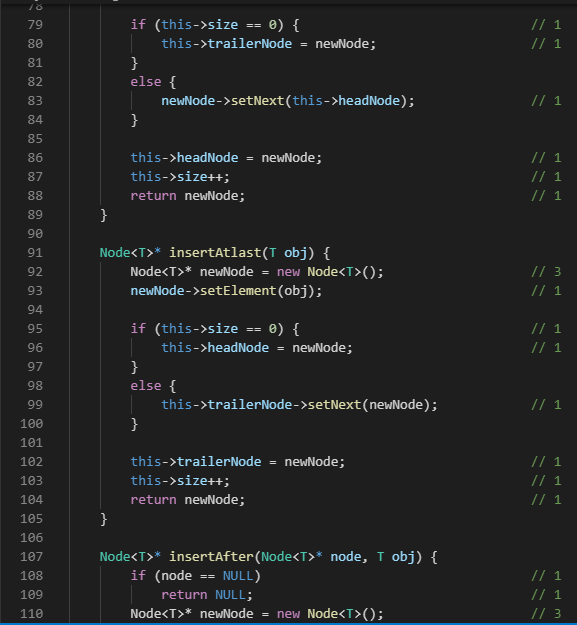 78
79 if (this->size == 0) { // 1
80 this->trailerNode = newNode; // 1
81 }
82 else {
83 newNode->setNext(this->headNode); // 1
84 }
85
86 this->headNode = newNode; // 1
87 this->size++; // 1
88 return newNode; // 1
89 }
90
91 Node<T>* insertAtlast(T obj) {
92 Node<T>* newNode = new Node<T>(); // 3
93 newNode->setElement(obj); // 1
94
95 if (this->size == 0) { // 1
96 this->headNode = newNode; // 1
97 }
98 else {
99 this->trailerNode->setNext(newNode); // 1
100 }
101
102 this->trailerNode = newNode; // 1
103 this->size++; // 1
104 return newNode; // 1
105 }
106
107 Node<T>* insertAfter(Node<T>* node, T obj) {
108 if (node == NULL) // 1
109 return NULL; // 1
110 Node<T>* newNode = new Node<T>(); // 3